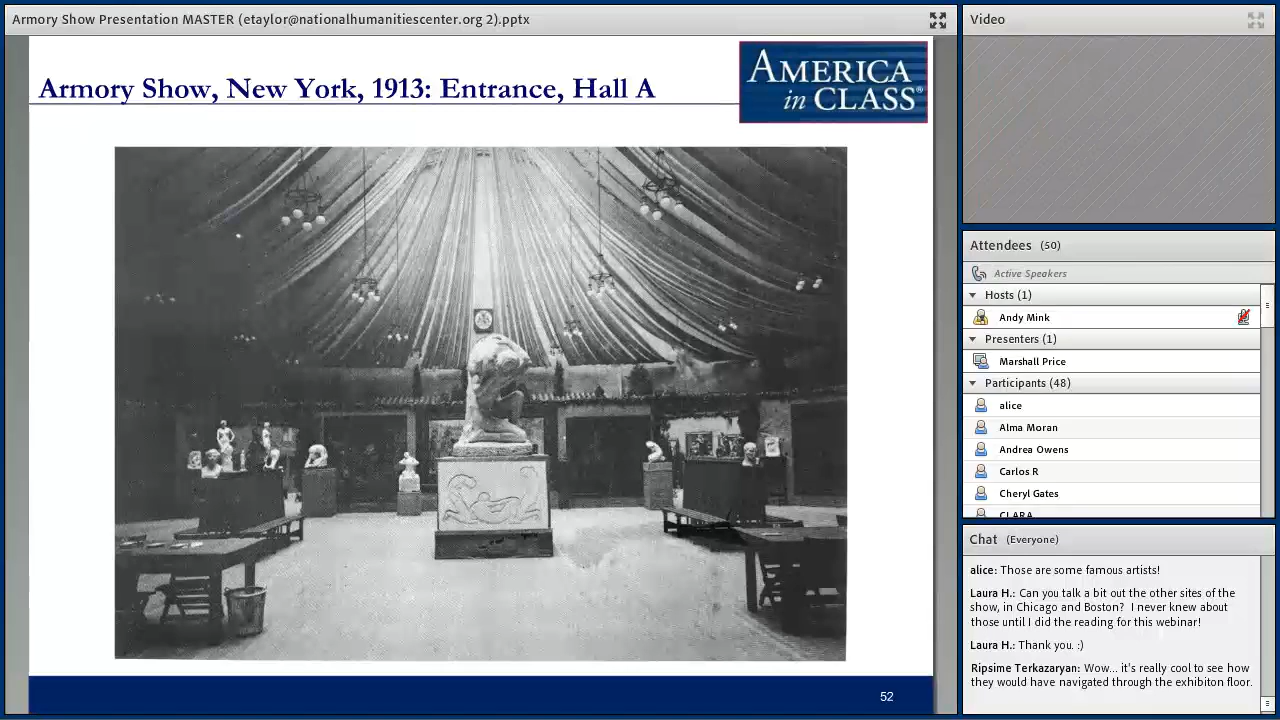 Armory Show Presentation MASTER (etaylor@nationalhumanitiescenter.org 2).pptx
Armory Show, New York, 1913: Entrance, Hall A
AMERICA
in CLASS®
52
Video
Attendees (50)
Active Speakers
Hosts (1)
Andy Mink
Presenters (1)
Marshall Price
Participants (48)
alice
Alma Moran
Andrea Owens
Carlos R
Cheryl Gates
CLARA
Chat (Everyone)
alice: Those are some famous artists!
Laura H.: Can you talk a bit out the other sites of the
show, in Chicago and Boston? I never knew about
those until I did the reading for this webinar!
Laura H.: Thank you. :)
Ripsime Terkazaryan: Wow... it's really cool to see how
they would have navigated through the exhibiton floor.